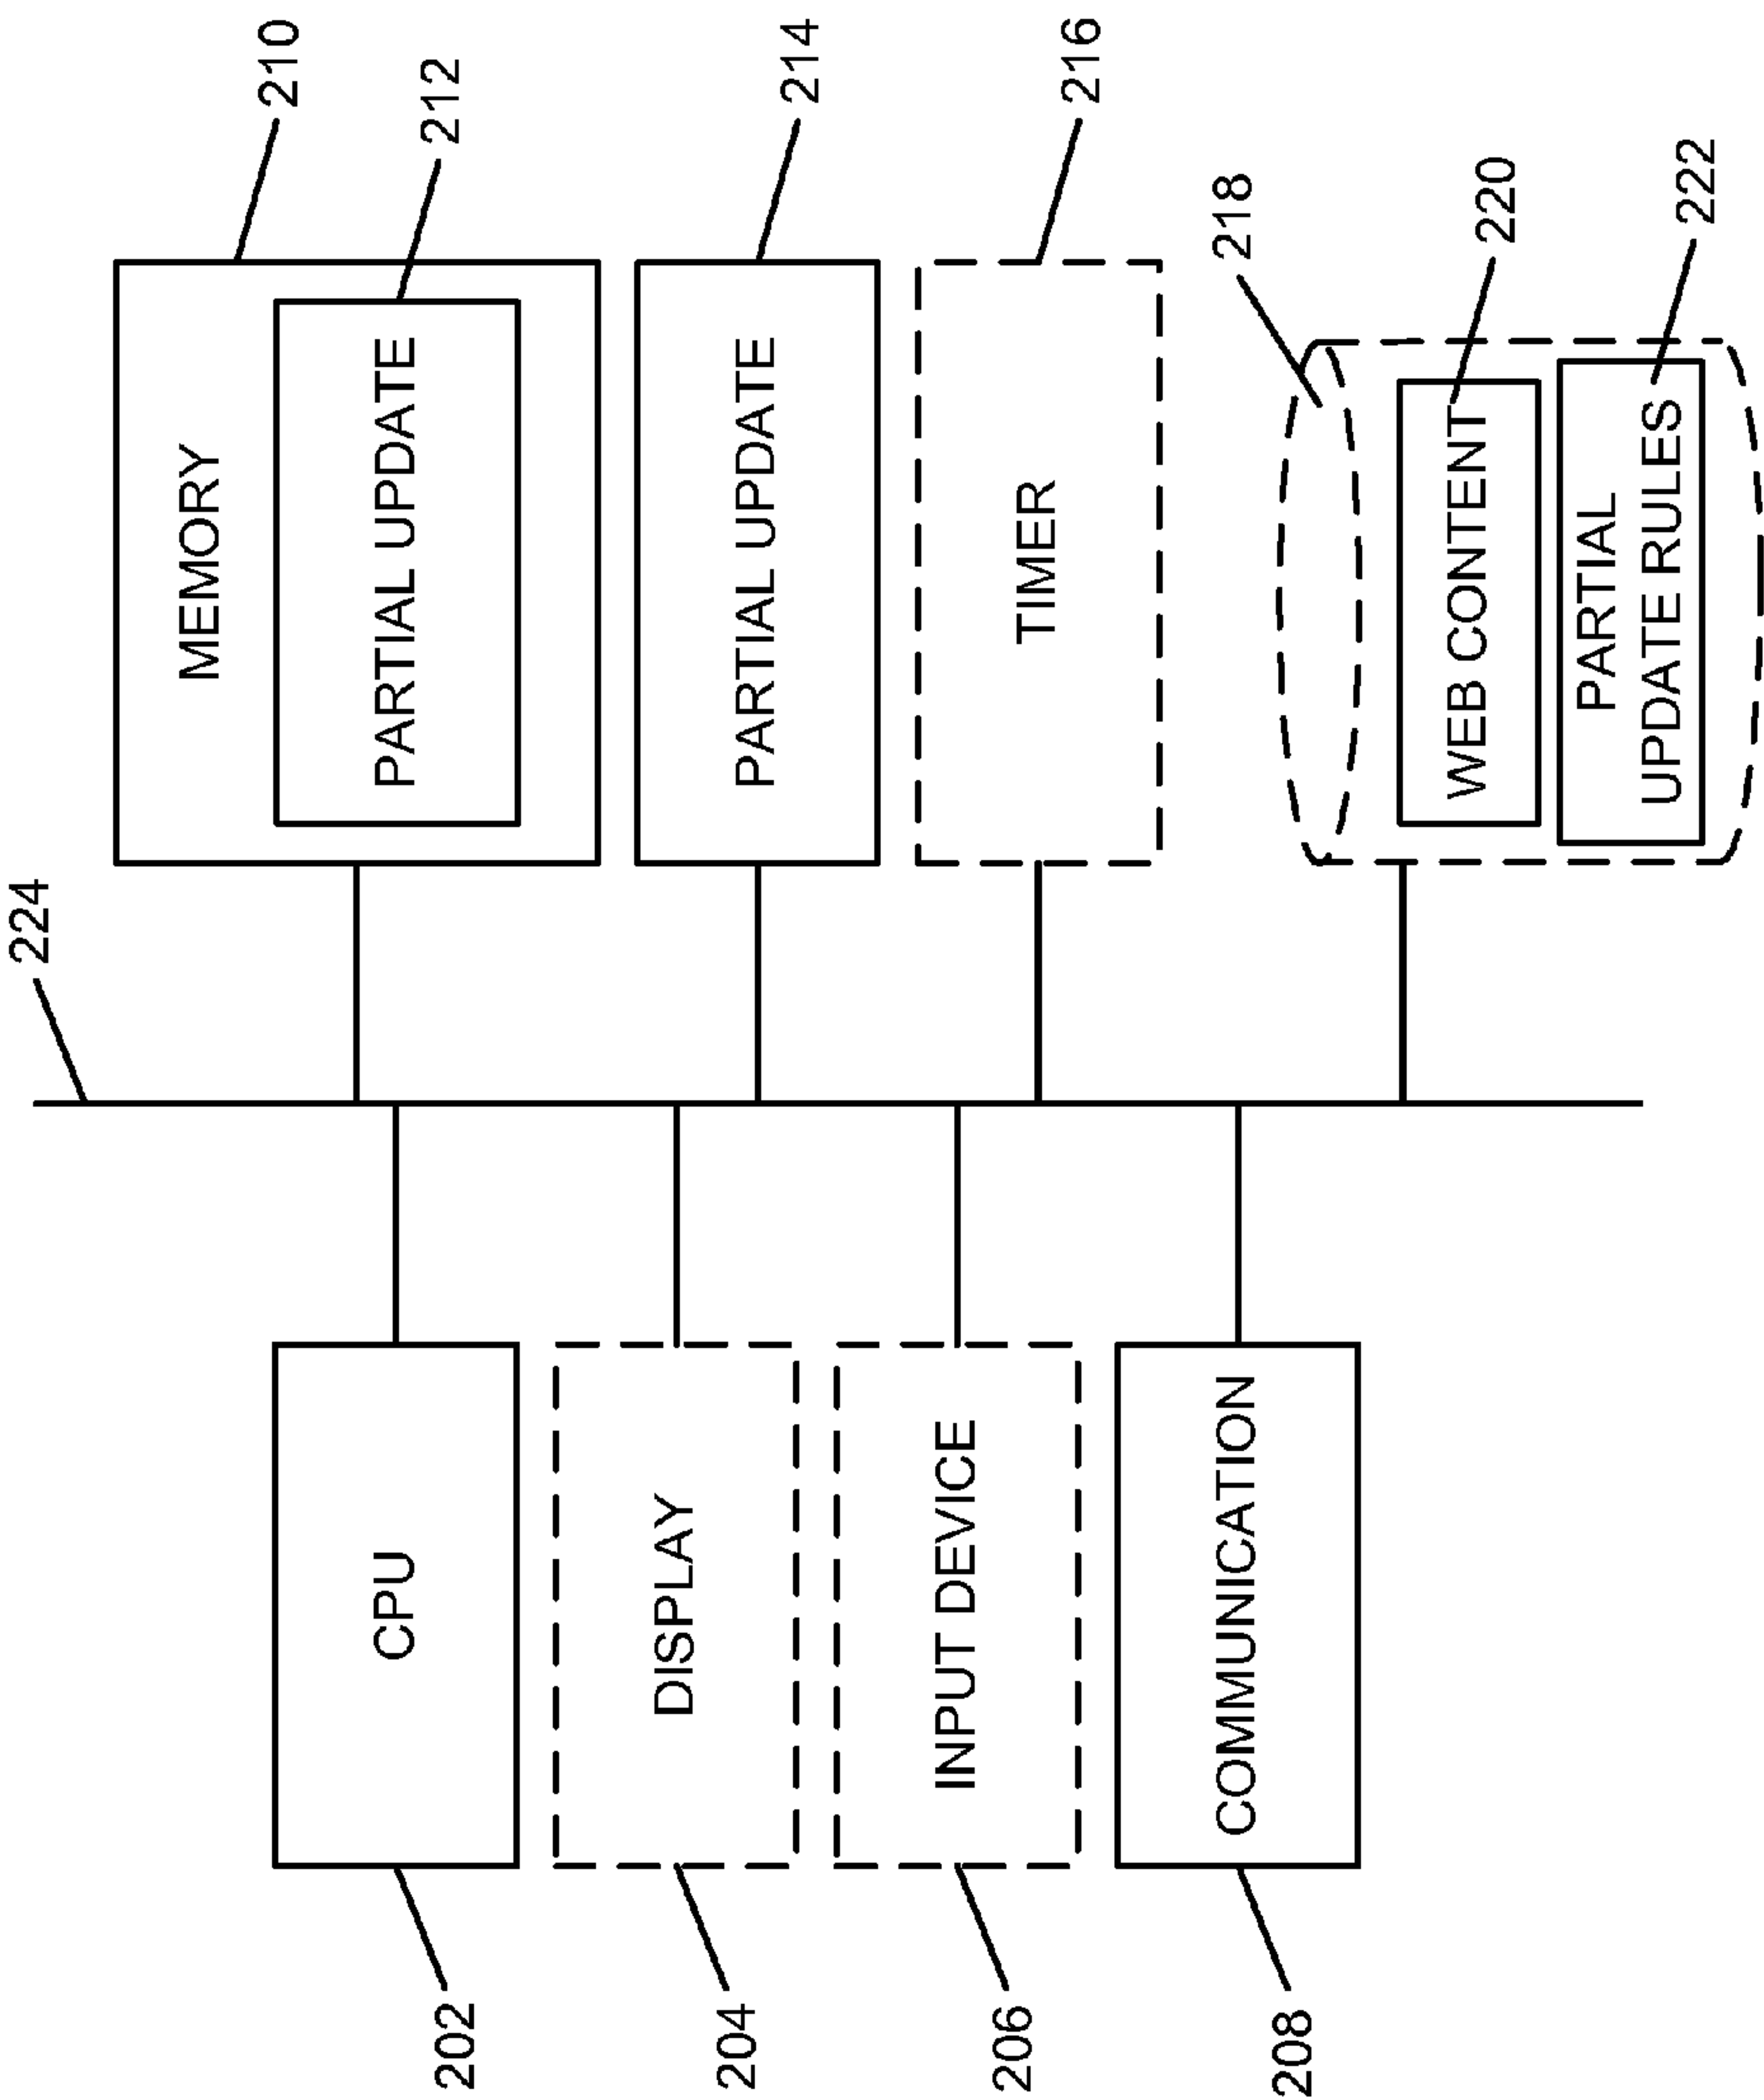 224
202
CPU
204
DISPLAY
206
INPUT DEVICE
208
COMMUNICATION
MEMORY
210
PARTIAL UPDATE
212
PARTIAL UPDATE
214
TIMER
216
218
WEB CONTENT
220
PARTIAL
UPDATE RULES
222